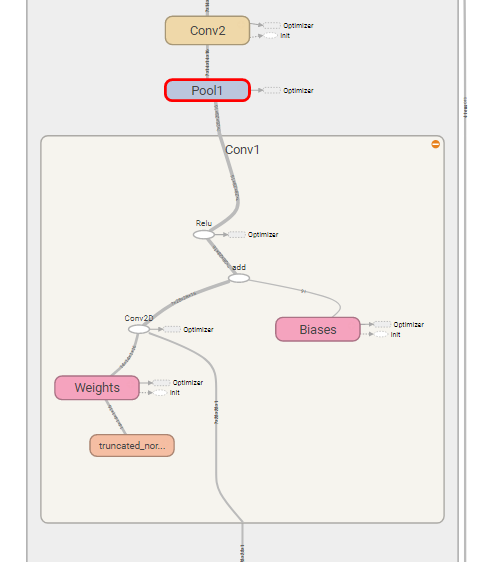 Conv2
Optimizer
Init
Pool1
Optimizer
Conv1
Relu
Optimizer
add
Conv2D
Optimizer
Biases
Optimizer
Init
Weights
Optimizer
Init
truncated_nor...